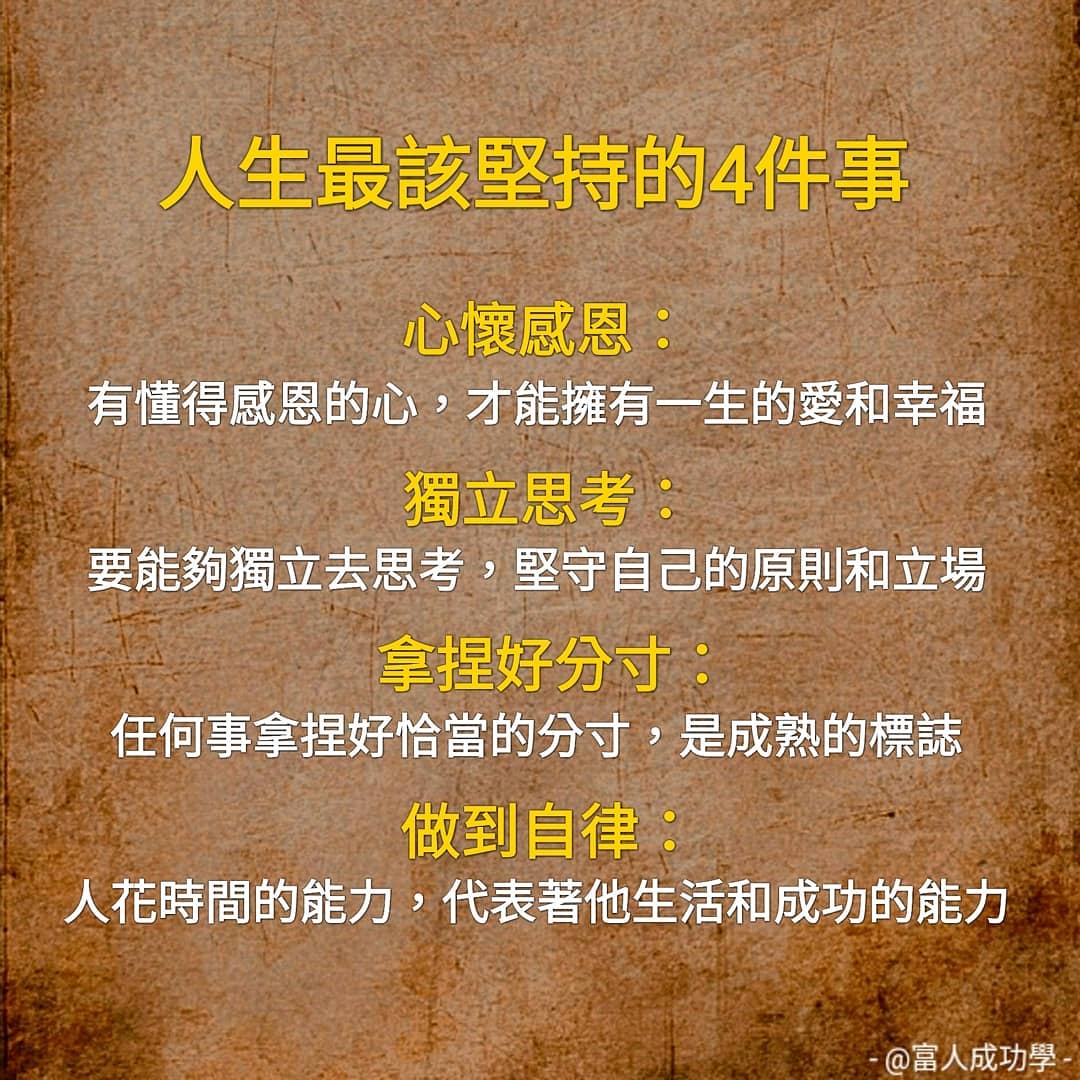 人生最該堅持的4件事
心懷感恩：
有懂得感恩的心，才能擁有一生的愛和幸福
獨立思考：
要能夠獨立去思考，堅守自己的原則和立場
拿捏好分寸：
任何事拿捏好恰當的分寸，是成熟的標誌
做到自律：
人花時間的能力，代表著他生活和成功的能力
- @富人成功學 -